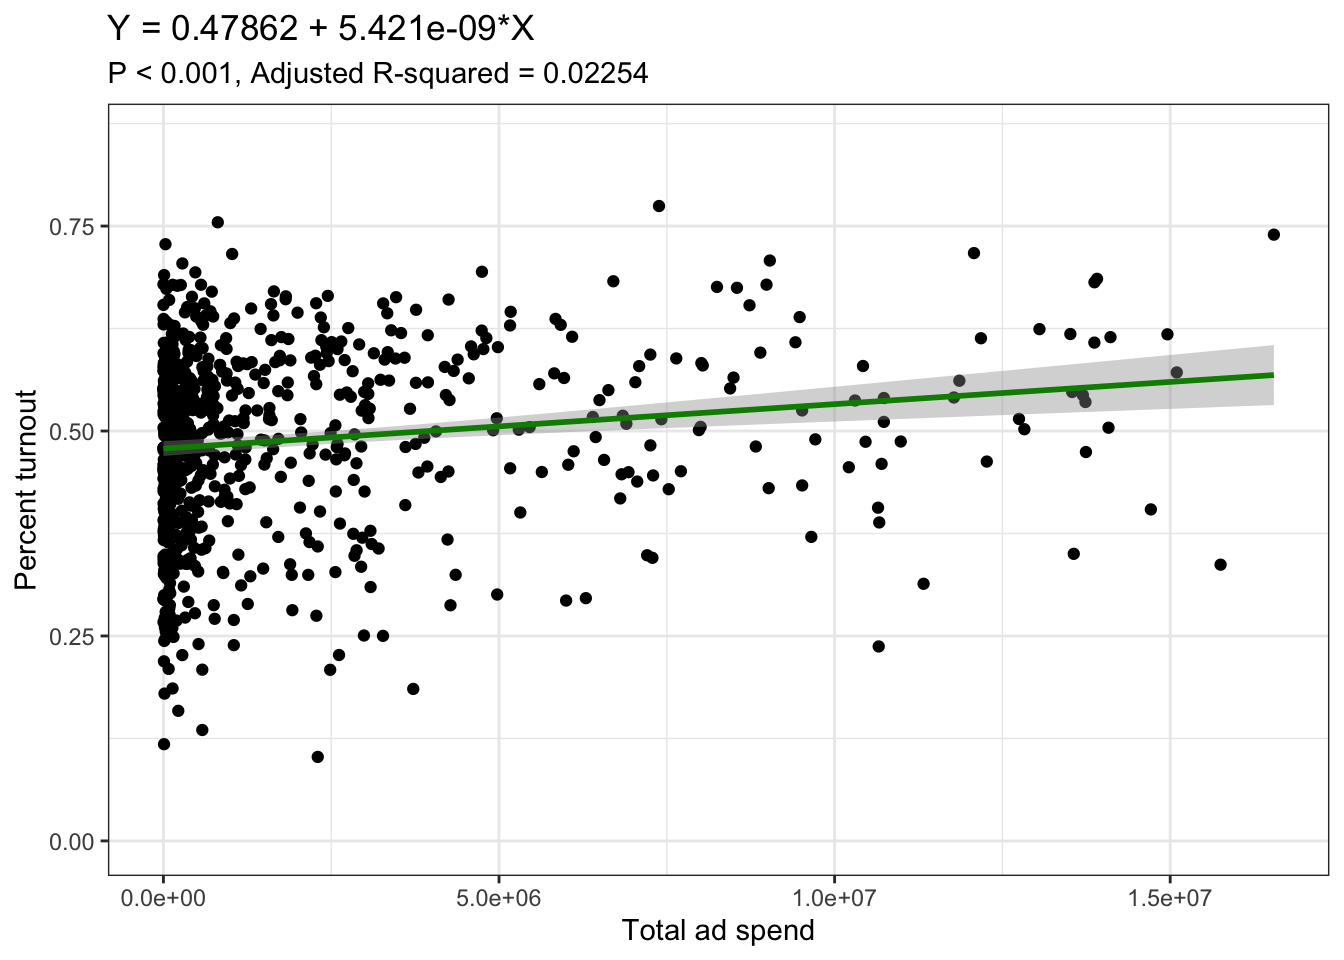 Y = 0.47862 + 5.421e-09*X
P < 0.001, Adjusted R-squared = 0.02254
Percent turnout
0.75
0.50
0.25
0.00
0.0e+00 5.0e+06 1.0e+07 1.5e+07
Total ad spend